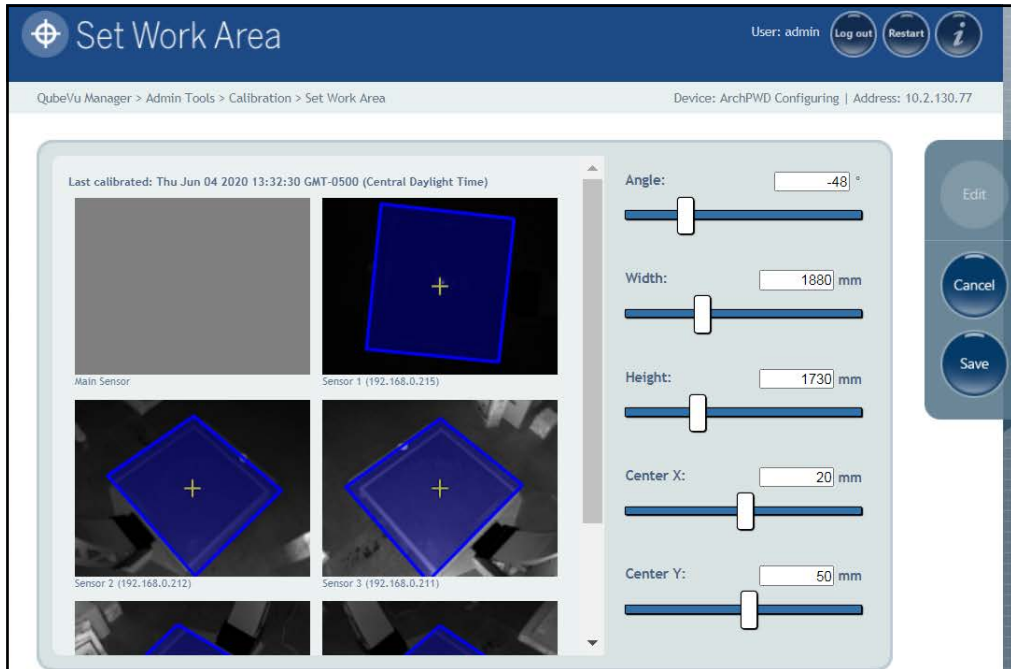 Set Work Area
User: admin
Log out
Restart
i
QubeVu Manager > Admin Tools > Calibration > Set Work Area
Device: ArchPWD Configuring | Address: 10.2.130.77
Last calibrated: Thu Jun 04 2020 13:32:30 GMT-0500 (Central Daylight Time)
Main Sensor
Sensor 1 (192.168.0.215)
Sensor 2 (192.168.0.212)
Sensor 3 (192.168.0.211)
Angle: -48 °
Width: 1880 mm
Height: 1730 mm
Center X: 20 mm
Center Y: 50 mm
Edit
Cancel
Save